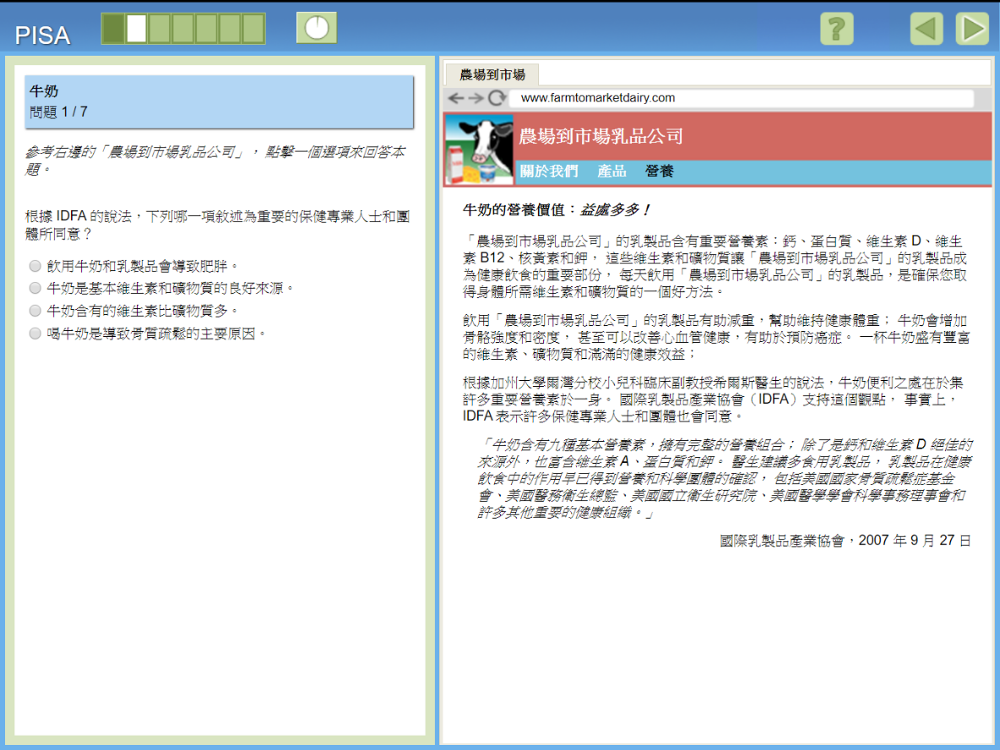 PISA
?
牛奶
問題 1 / 7
參考右邊的「農場到市場乳品公司」，點擊一個選項來回答本
題。
根據 IDFA 的說法，下列哪一項敘述為重要的保健專業人士和團
體所同意？
飲用牛奶和乳製品會導致肥胖。
牛奶是基本維生素和礦物質的良好來源。
牛奶含有的維生素比礦物質多。
喝牛奶是導致骨質疏鬆的主要原因。
農場到市場
www.farmtomarketdairy.com
農場到市場乳品公司
關於我們 產品 營養
牛奶的營養價值：益處多多！
「農場到市場乳品公司」的乳製品含有重要營養素：鈣、蛋白質、維生素 D、維生
素 B12、核黃素和鉀， 這些維生素和礦物質讓「農場到市場乳品公司」的乳製品成
為健康飲食的重要部份， 每天飲用「農場到市場乳品公司」的乳製品，是確保您取
得身體所需維生素和礦物質的一個好方法。
飲用「農場到市場乳品公司」的乳製品有助減重，幫助維持健康體重； 牛奶會增加
骨骼強度和密度， 甚至可以改善心血管健康，有助於預防癌症。 一杯牛奶盛有豐富
的維生素、礦物質和滿滿的健康效益；
根據加州大學爾灣分校小兒科臨床副教授希爾斯醫生的說法，牛奶便利之處在於集
許多重要營養素於一身。 國際乳製品產業協會（IDFA）支持這個觀點， 事實上，
IDFA 表示許多保健專業人士和團體也會同意。
「牛奶含有九種基本營養素，擁有完整的營養組合； 除了是鈣和維生素 D 絕佳的
來源外，也富含維生素 A、蛋白質和鉀。 醫生建議多食用乳製品， 乳製品在健康
飲食中的作用早已得到營養和科學團體的確認， 包括美國國家骨質疏鬆症基金
會、美國醫務衛生總監、美國國立衛生研究院、美國醫學學會科學事務理事會和
許多其他重要的健康組織。」
國際乳製品產業協會，2007 年 9 月 27 日